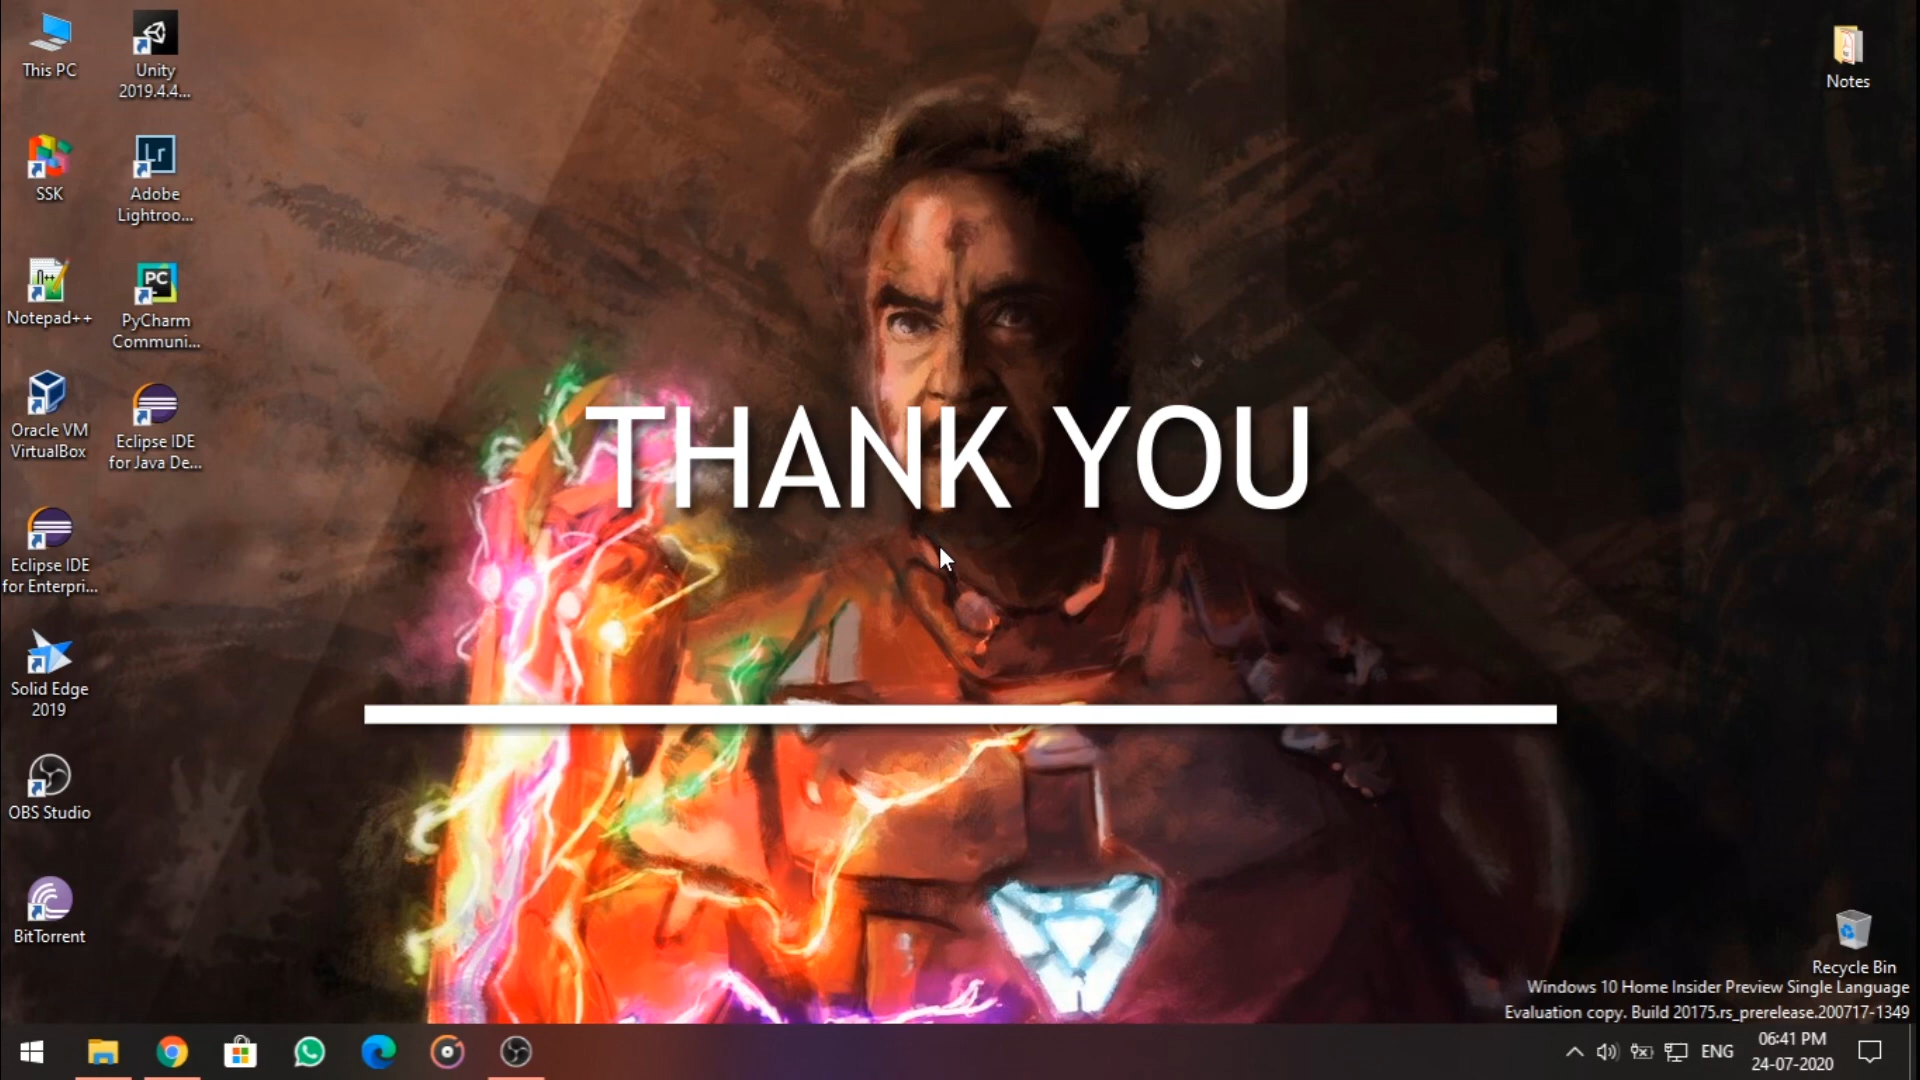 This PC
Unity
2019.4.4...
Notes
SSK
Lr
Adobe
Lightroo...
Notepad++
PC
PyCharm
Communi...
Oracle VM
VirtualBox
Eclipse IDE
for Java De...
THANK YOU
Eclipse IDE
for Enterpri...
Solid Edge
2019
OBS Studio
BitTorrent
Recycle Bin
Windows 10 Home Insider Preview Single Language
Evaluation copy. Build 20175.rs_prerelease.200717-1349
ENG
06:41 PM
24-07-2020